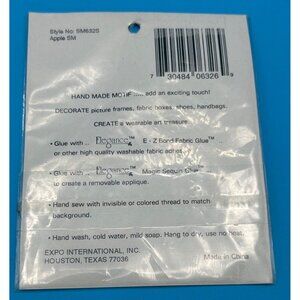 Style No: SM632S
Apple SM
7 30484 06326 9
HAND MADE MOTIF .... add an exciting touch!
DECORATE picture frames, fabric boxes, shoes, handbags.
CREATE a wearable art treasure.
• Glue with .. Elegance™ E - Z Bond Fabric Glue™ ..
or other high quality washable fabric adhesive.
• Glue with .. Elegance™ Magic Sequin Glue™
to create a removable applique.
• Hand sew with invisible or colored thread to match
background.
• Hand wash, cold water, mild soap. Hang to dry, use no heat.
EXPO INTERNATIONAL, INC.
HOUSTON, TEXAS 77036
Made in China